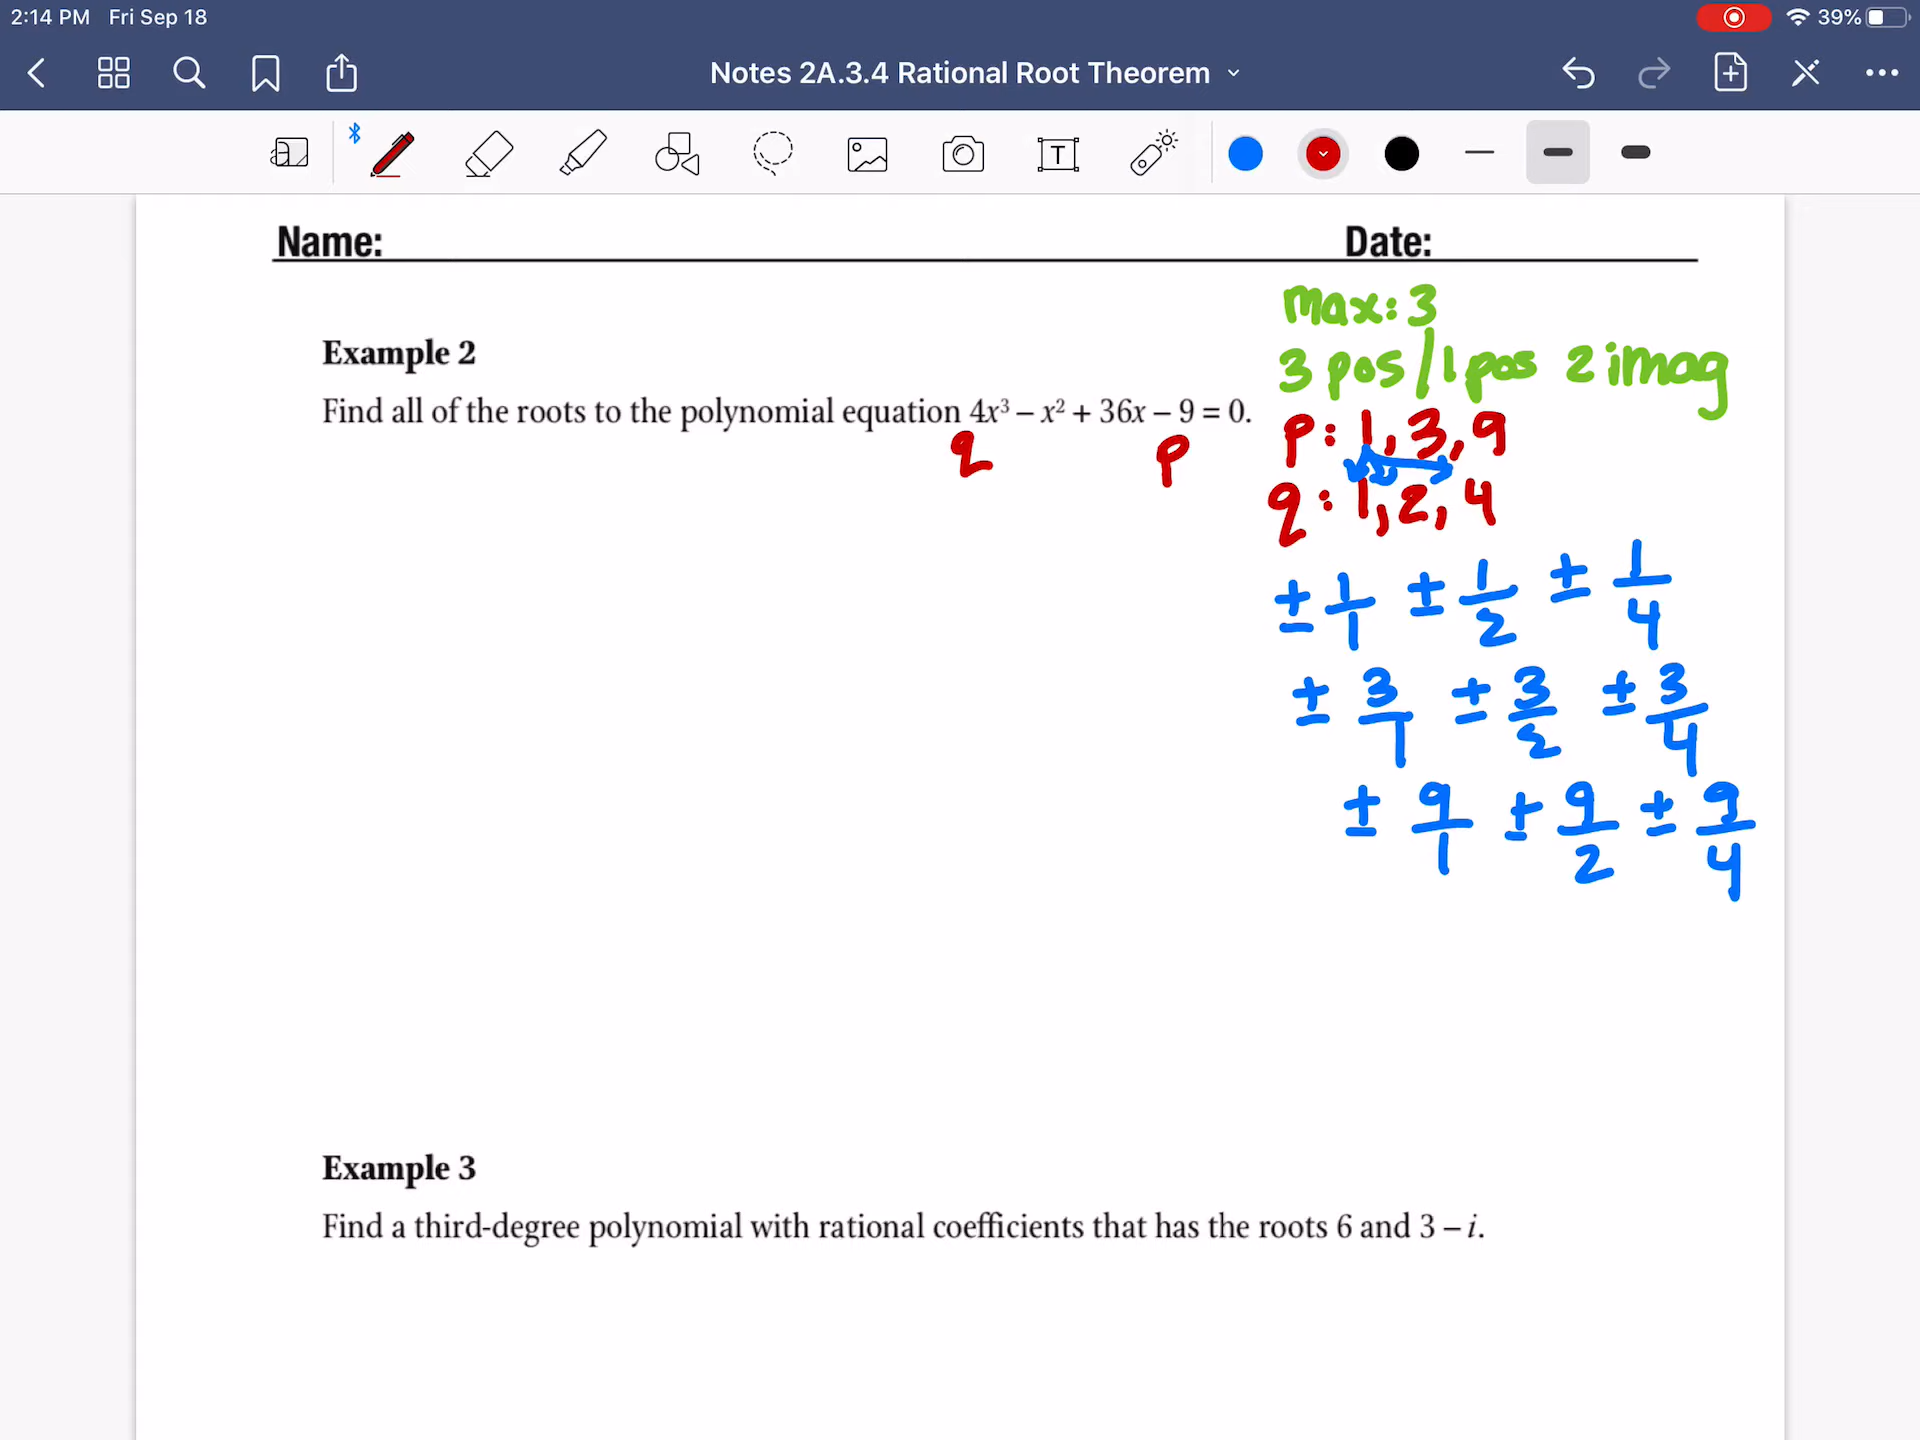 2:14 PM Fri Sep 18
39%
Notes 2A.3.4 Rational Root Theorem
a
T
Name: Date:
max: 3
Example 2
3 pos / 1 pos 2 imag
Find all of the roots to the polynomial equation 4x³ – x² + 36x – 9 = 0.
q p
p: 1, 3, 9
q: 1, 2, 4
± 1/1 ± 1/2 ± 1/4
± 3/1 ± 3/2 ± 3/4
± 9/1 ± 9/2 ± 9/4
Example 3
Find a third-degree polynomial with rational coefficients that has the roots 6 and 3 – i.